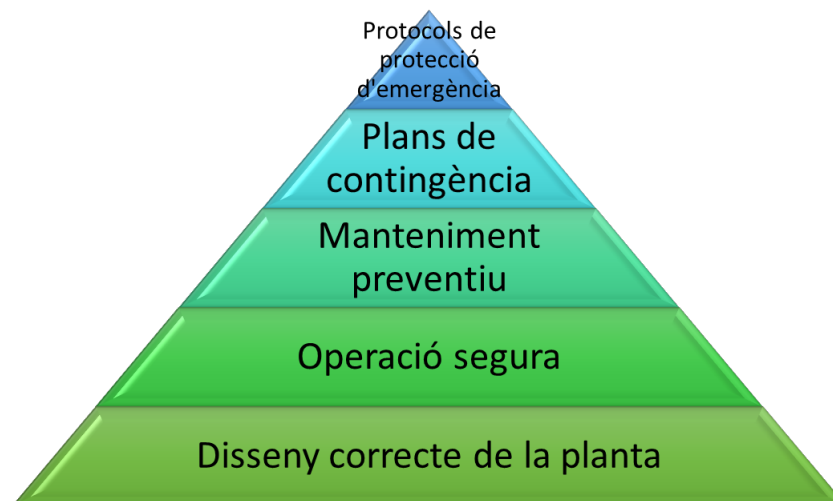 Protocols de
protecció
d'emergència
Plans de
contingència
Manteniment
preventiu
Operació segura
Disseny correcte de la planta